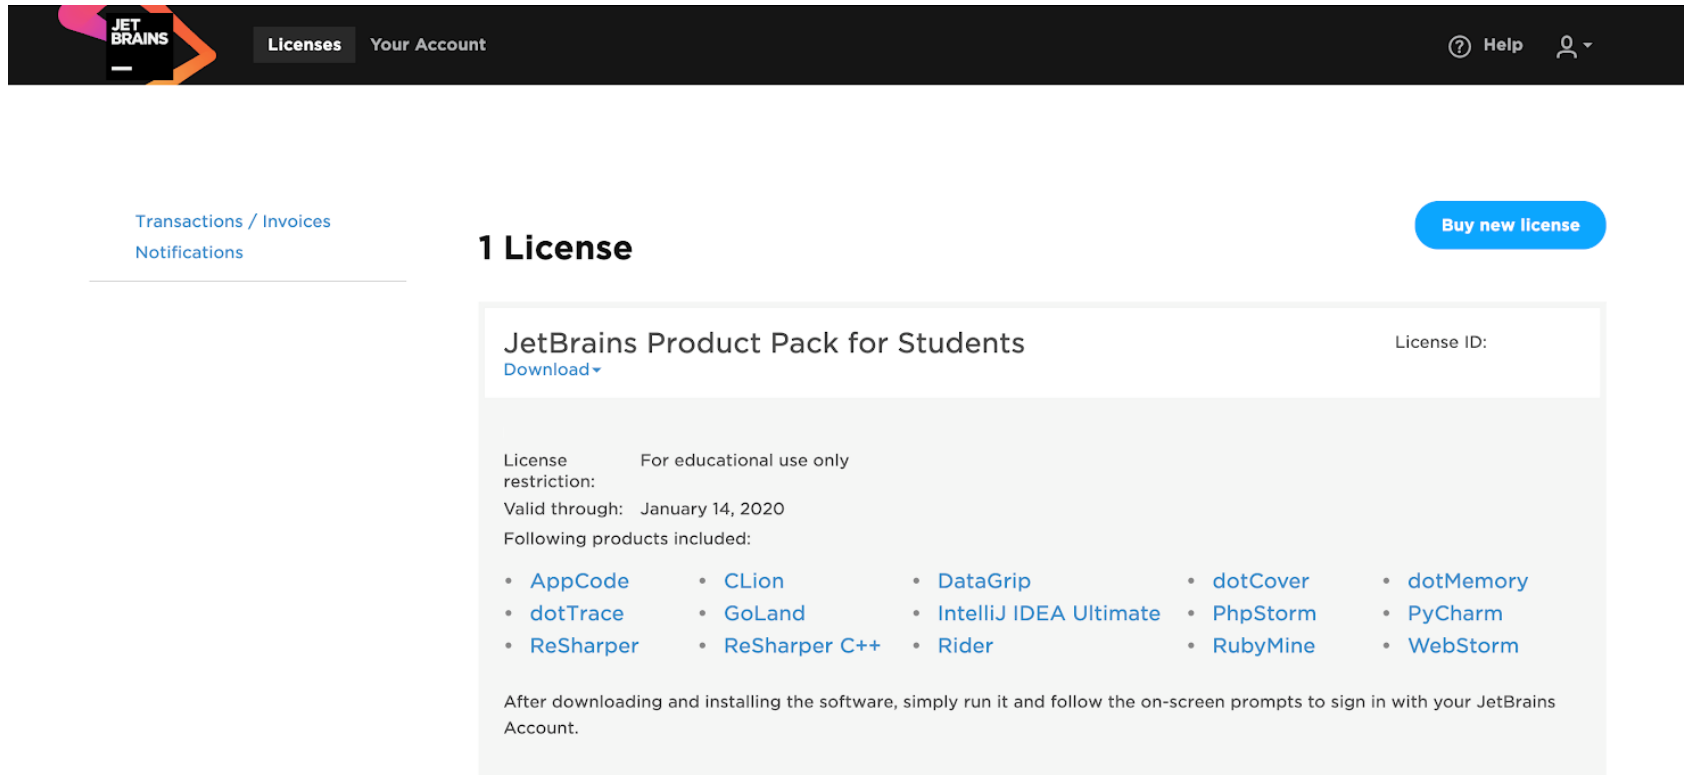 JET
BRAINS
Licenses Your Account Help
Transactions / Invoices
Notifications
1 License
Buy new license
JetBrains Product Pack for Students
License ID:
Download
License restriction: For educational use only
Valid through: January 14, 2020
Following products included:
• AppCode • CLion • DataGrip • dotCover • dotMemory
• dotTrace • GoLand • IntelliJ IDEA Ultimate • PhpStorm • PyCharm
• ReSharper • ReSharper C++ • Rider • RubyMine • WebStorm
After downloading and installing the software, simply run it and follow the on-screen prompts to sign in with your JetBrains
Account.